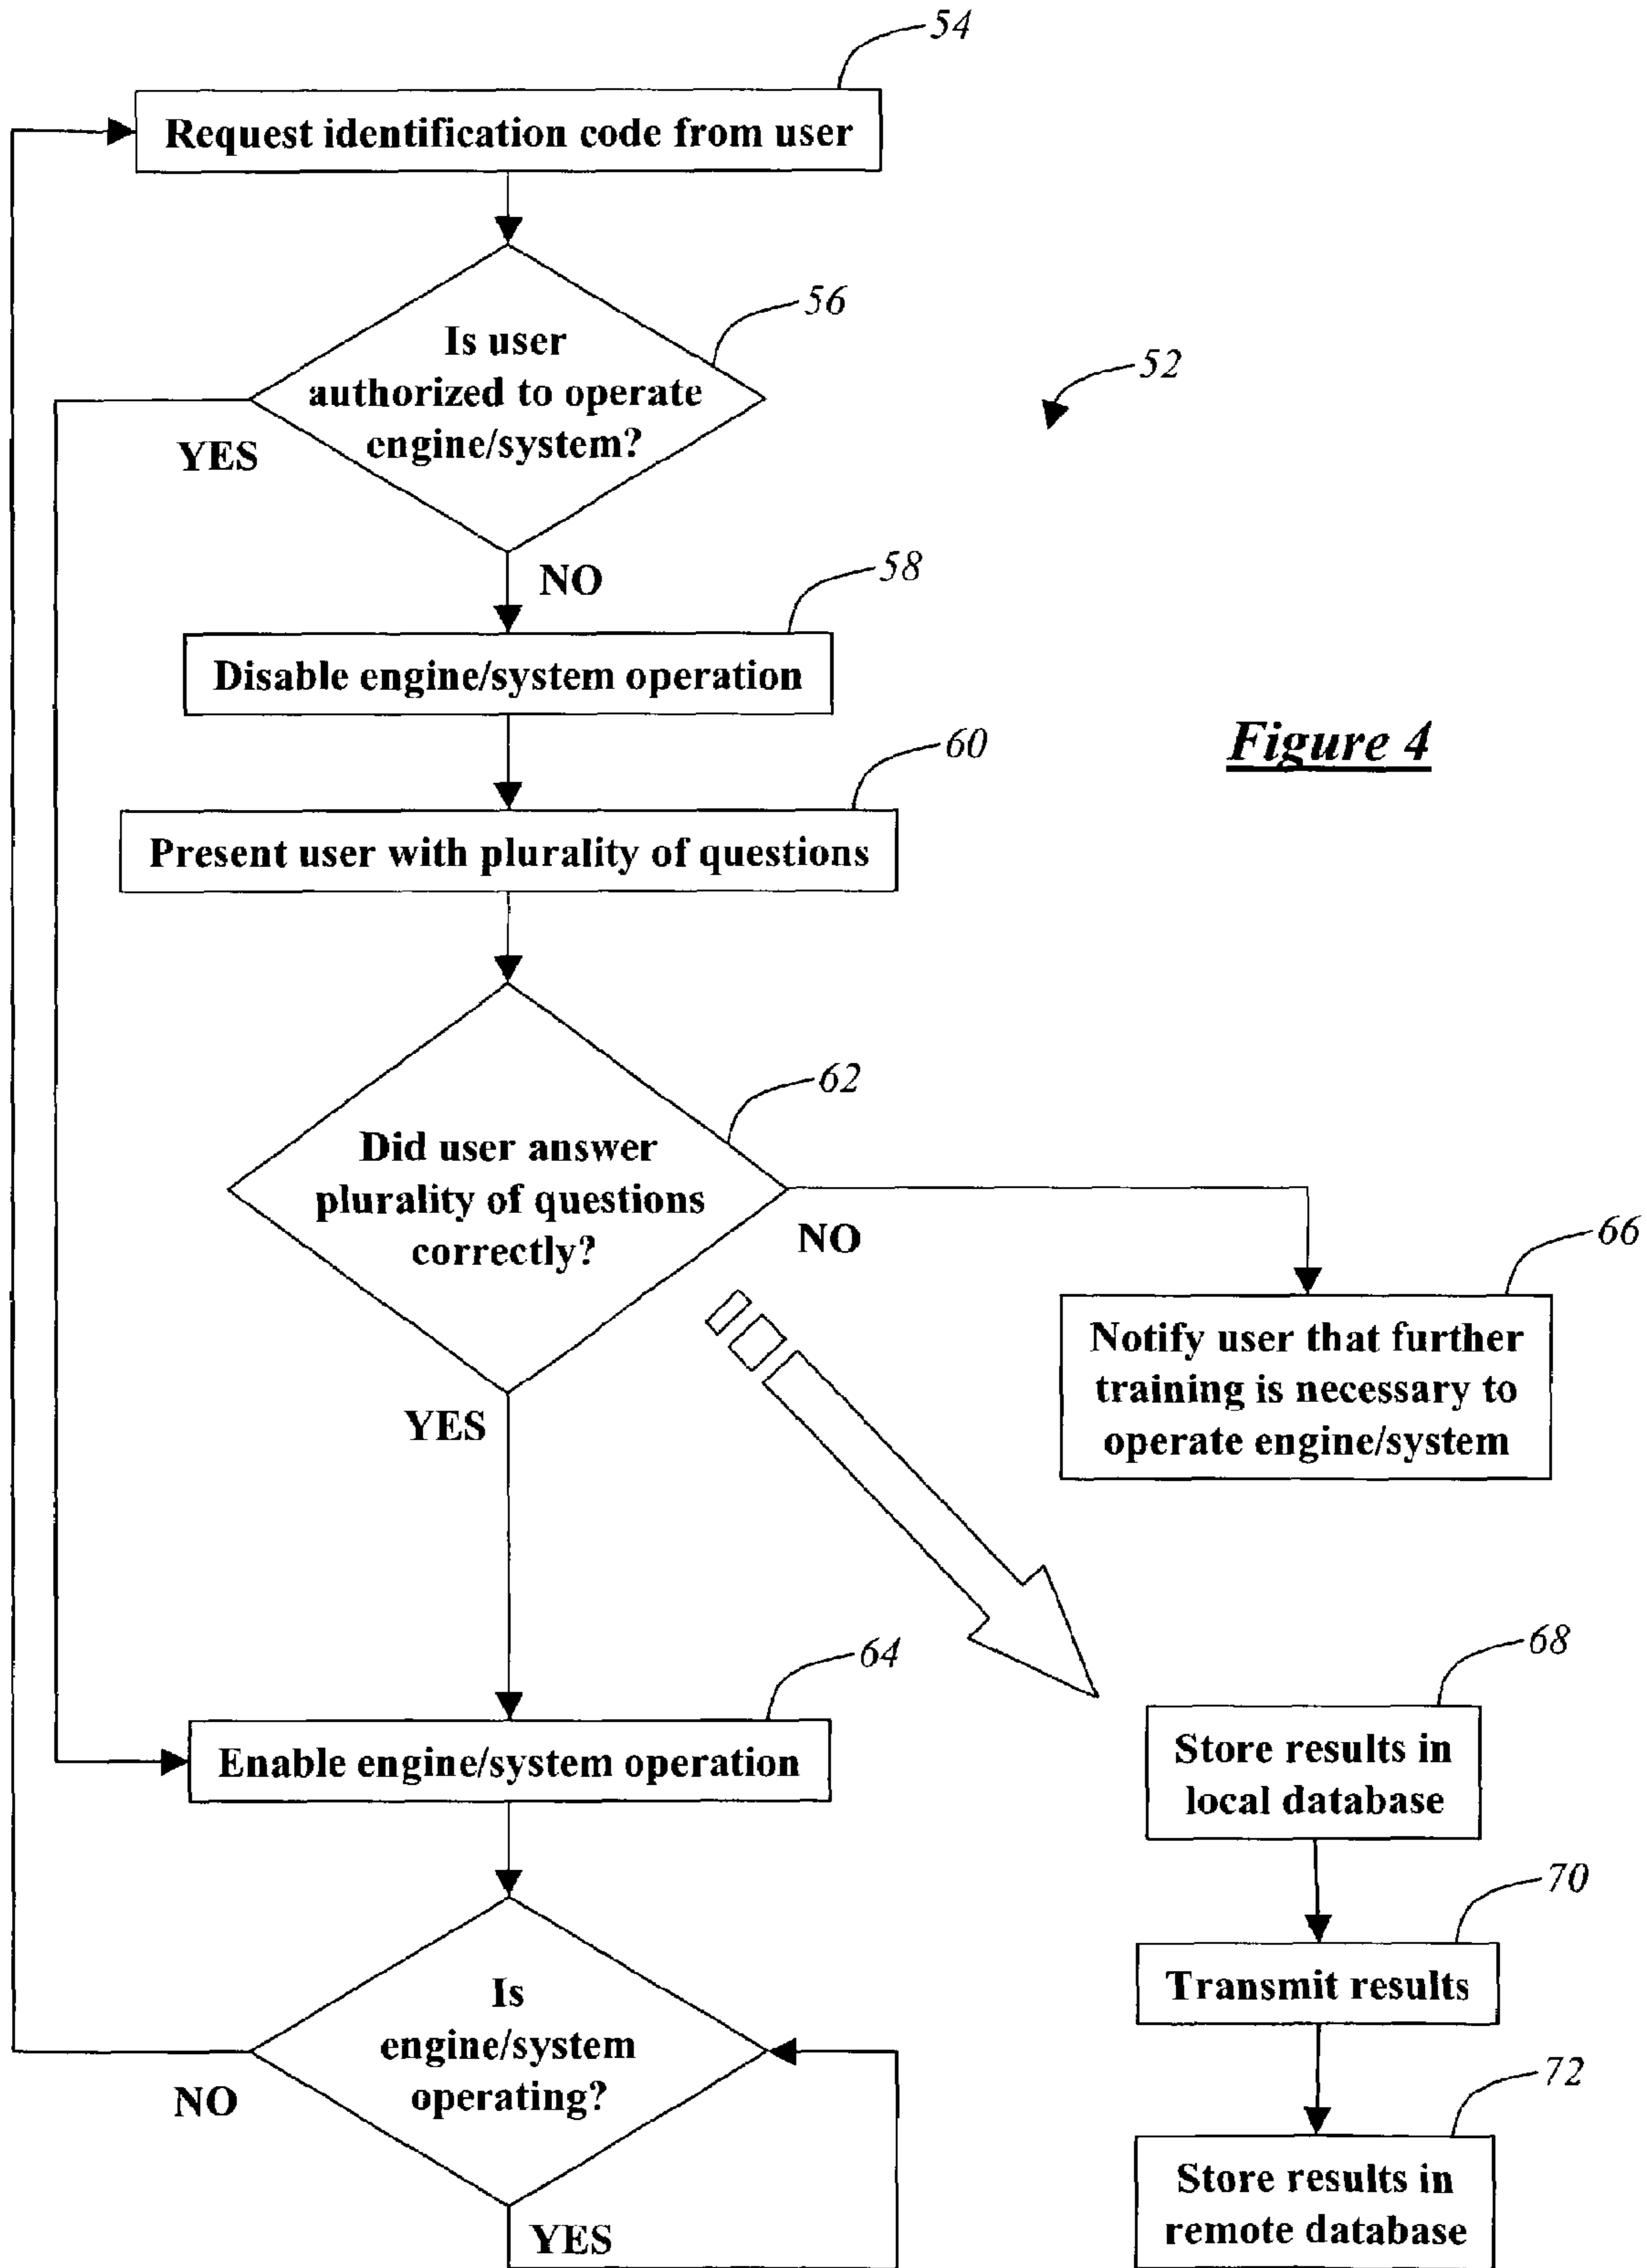 54
Request identification code from user
56
Is user
authorized to operate
engine/system?
52
YES
NO
58
Disable engine/system operation
Figure 4
60
Present user with plurality of questions
62
Did user answer
plurality of questions
correctly?
NO
66
Notify user that further
training is necessary to
operate engine/system
YES
64
Enable engine/system operation
68
Store results in
local database
70
Transmit results
Is
engine/system
operating?
NO
72
Store results in
remote database
YES